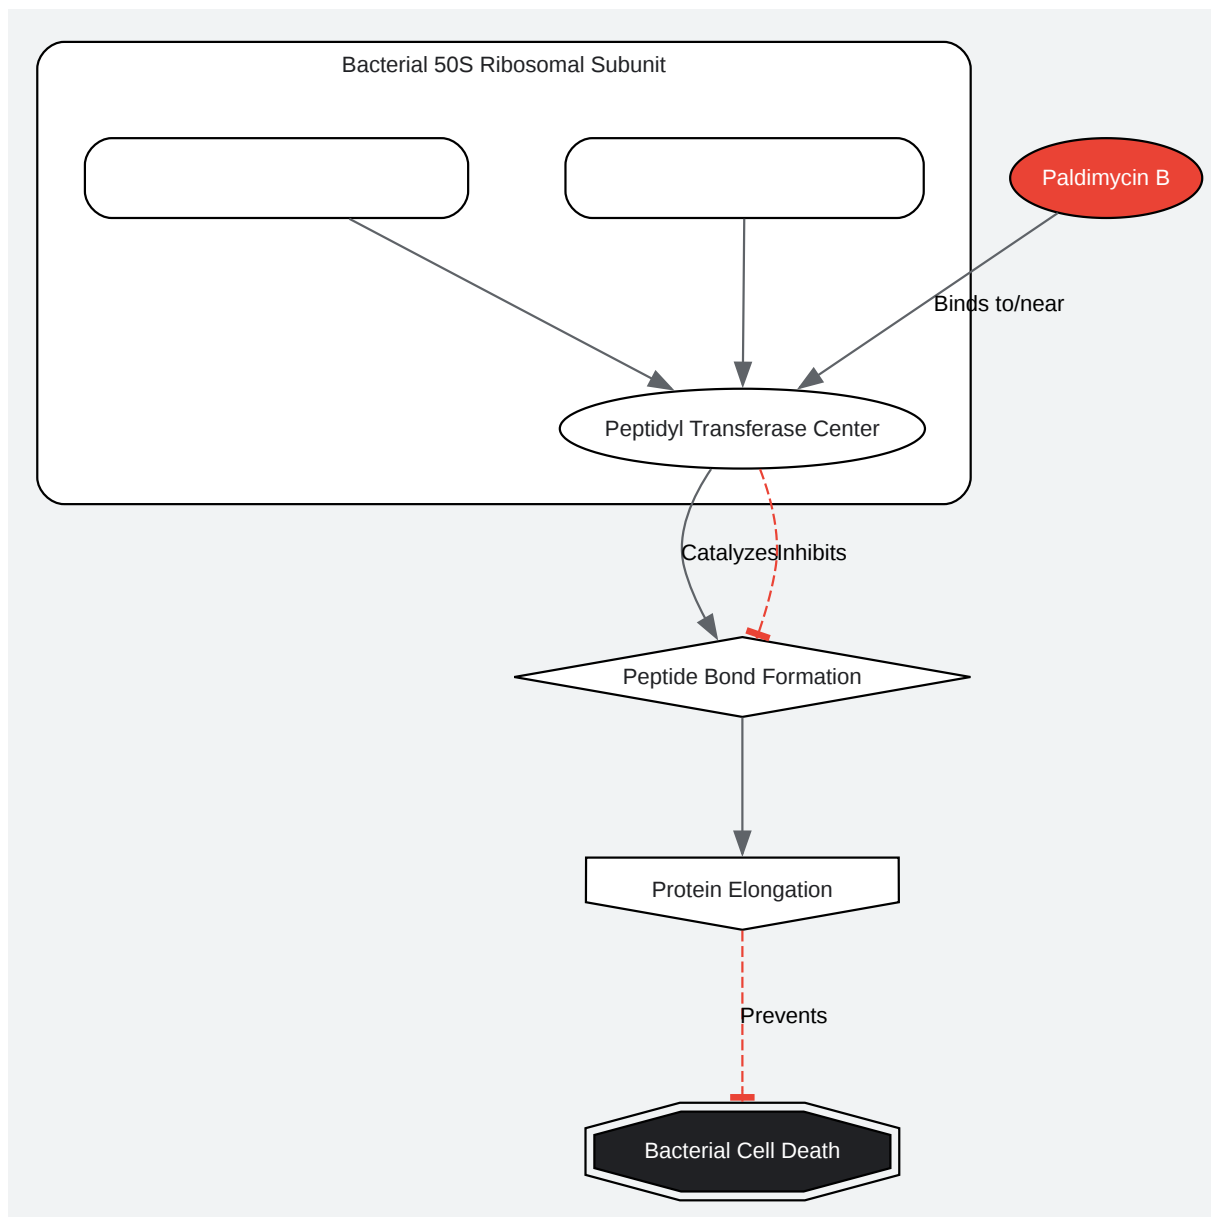 Bacterial 50S Ribosomal Subunit
Paldimycin B
Binds to/near
Peptidyl Transferase Center
Catalyzes
Inhibits
Peptide Bond Formation
Protein Elongation
Prevents
Bacterial Cell Death